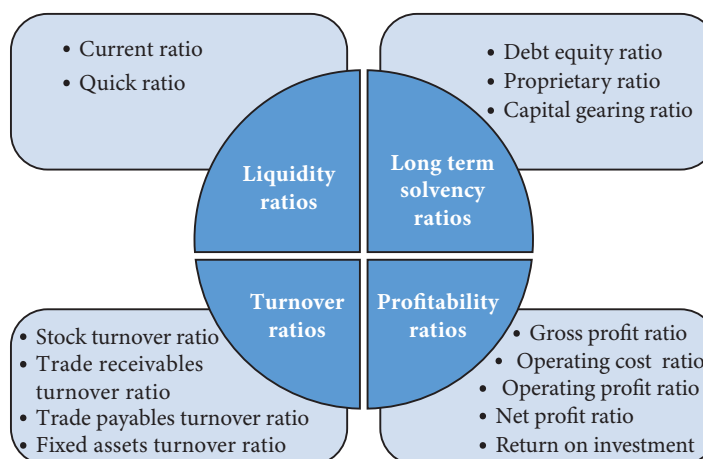 • Current ratio
• Quick ratio
• Debt equity ratio
• Proprietary ratio
• Capital gearing ratio
Liquidity
ratios
Long term
solvency
ratios
Turnover
ratios
Profitability
ratios
• Stock turnover ratio
• Trade receivables
turnover ratio
• Trade payables turnover ratio
• Fixed assets turnover ratio
• Gross profit ratio
• Operating cost ratio
• Operating profit ratio
• Net profit ratio
• Return on investment